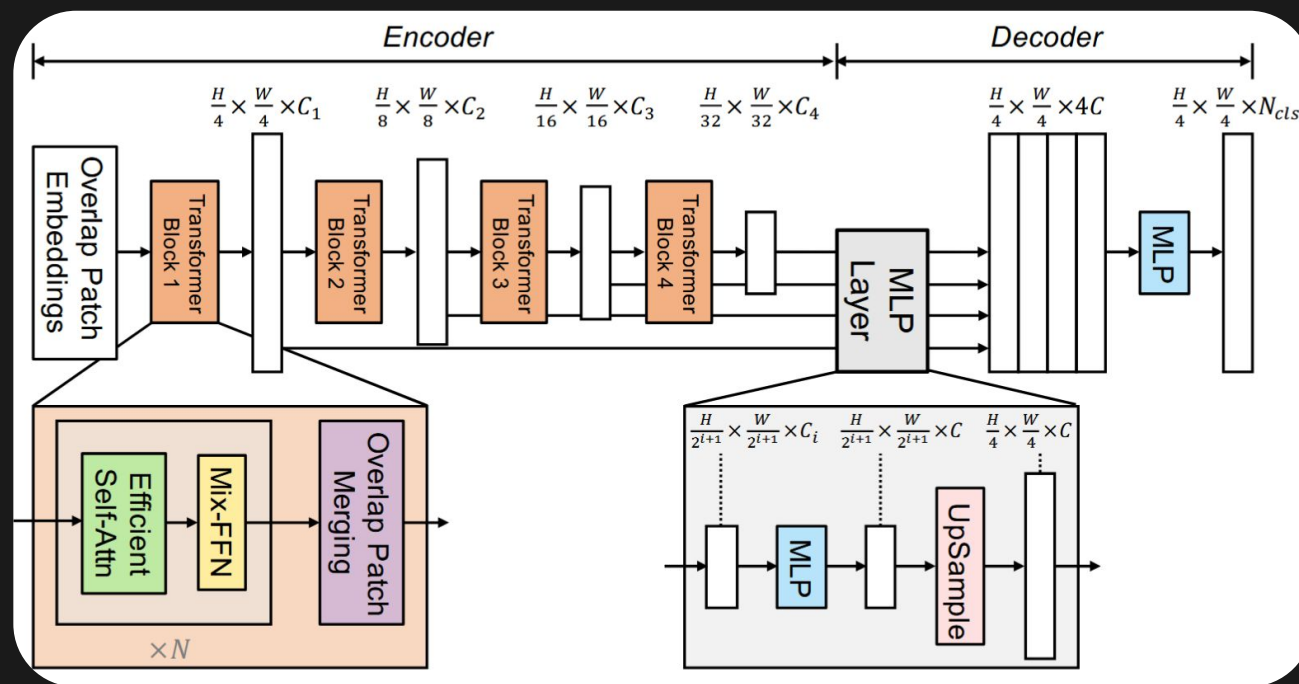 Encoder
Decoder
H/4 × W/4 × C₁
H/8 × W/8 × C₂
H/16 × W/16 × C₃
H/32 × W/32 × C₄
H/4 × W/4 × 4C
H/4 × W/4 × N_cls
Overlap Patch
Embeddings
Transformer
Block 1
Transformer
Block 2
Transformer
Block 3
Transformer
Block 4
MLP
Layer
MLP
Efficient
Self-Attn
Mix-FFN
×N
Overlap Patch
Merging
H/2^{i+1} × W/2^{i+1} × C_i
H/2^{i+1} × W/2^{i+1} × C
H/4 × W/4 × C
MLP
UpSample